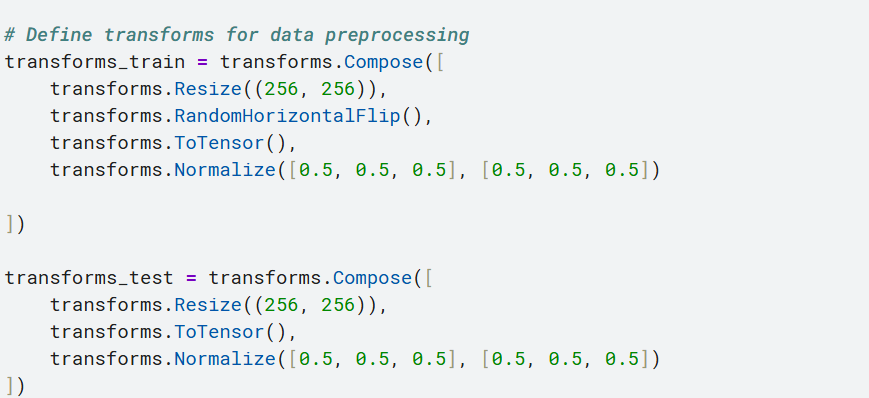 # Define transforms for data preprocessing
transforms_train = transforms.Compose([
    transforms.Resize((256, 256)),
    transforms.RandomHorizontalFlip(),
    transforms.ToTensor(),
    transforms.Normalize([0.5, 0.5, 0.5], [0.5, 0.5, 0.5])
])
transforms_test = transforms.Compose([
    transforms.Resize((256, 256)),
    transforms.ToTensor(),
    transforms.Normalize([0.5, 0.5, 0.5], [0.5, 0.5, 0.5])
])